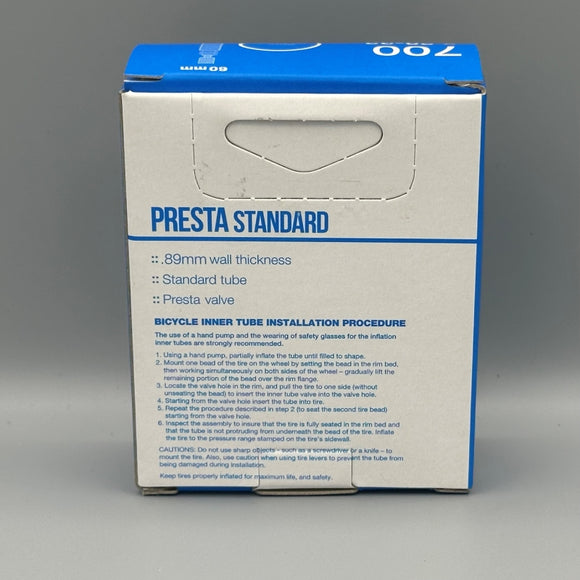 700
60 mm
PRESTA STANDARD
:: .89mm wall thickness
:: Standard tube
:: Presta valve
BICYCLE INNER TUBE INSTALLATION PROCEDURE
The use of a hand pump and the wearing of safety glasses for the inflation
inner tubes are strongly recommended.
1. Using a hand pump, partially inflate the tube until filled to shape.
2. Mount one bead of the tire on the wheel by setting the bead in the rim bed,
then working simultaneously on both sides of the wheel – gradually lift the
remaining portion of the bead over the rim flange.
3. Locate the valve hole in the rim, and pull the tire to one side (without
unseating the bead) to insert the inner tube valve into the valve hole.
4. Starting from the valve hole insert the tube into tire.
5. Repeat the procedure described in step 2 (to seat the second tire bead)
starting from the valve hole.
6. Inspect the assembly to insure that the tire is fully seated in the rim bed and
that the tube is not protruding from underneath the bead of the tire. Inflate
the tire to the pressure range stamped on the tire's sidewall.
CAUTIONS: Do not use sharp objects – such as a screwdriver or a knife – to
mount the tire. Also, use caution when using tire levers to prevent the tube from
being damaged during installation.
Keep tires properly inflated for maximum life, and safety.